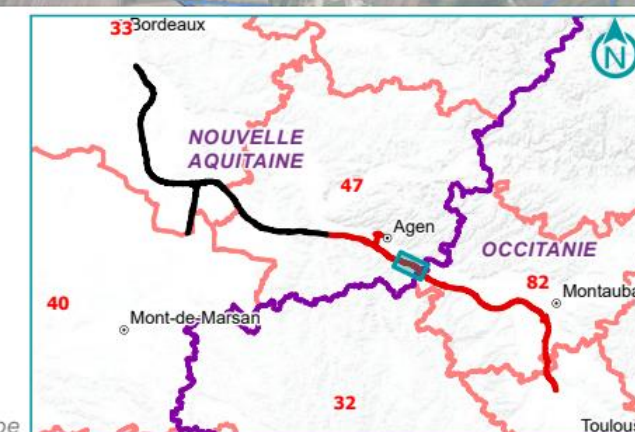 33
Bordeaux
N
NOUVELLE
AQUITAINE
47
Agen
OCCITANIE
82
Montauba
40
Mont-de-Marsan
32
Toulous